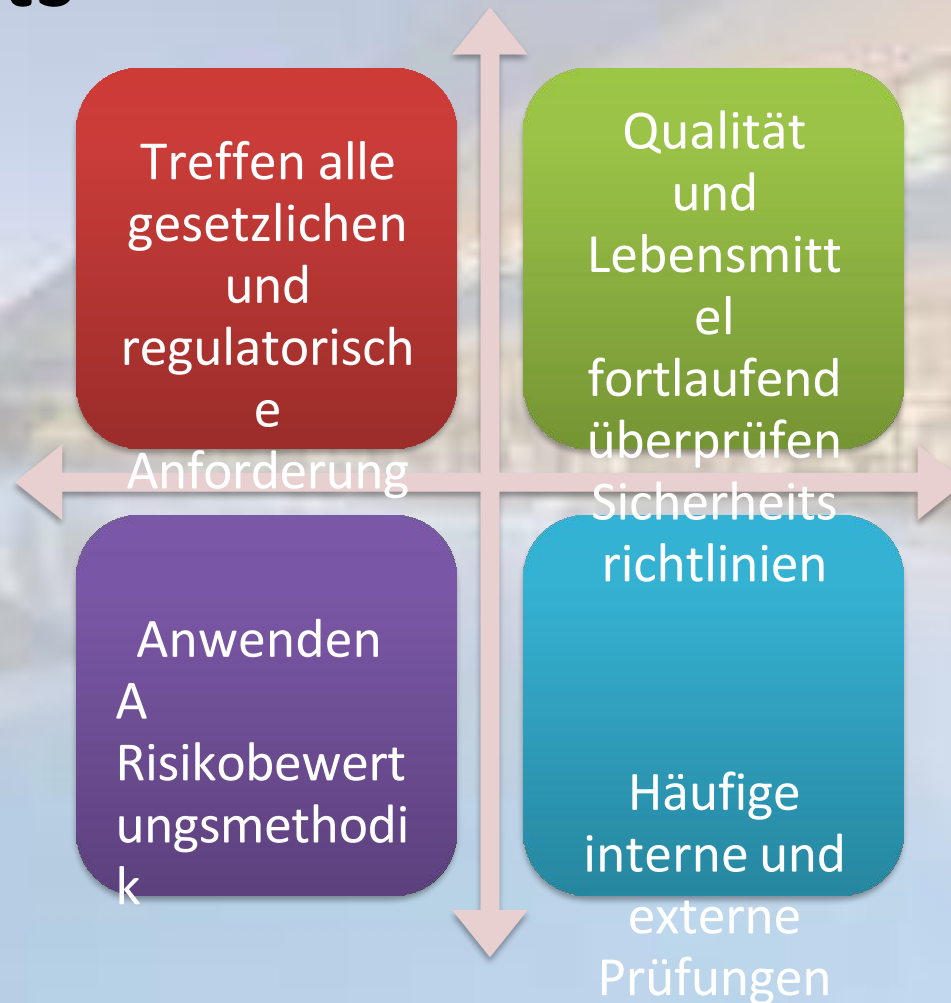 ts
Treffen alle
gesetzlichen
und
regulatorisch
e
Anforderung
Qualität
und
Lebensmitt
el
fortlaufend
überprüfen
Sicherheits
richtlinien
Anwenden
A
Risikobewert
ungsmethodi
k
Häufige
interne und
externe
Prüfungen